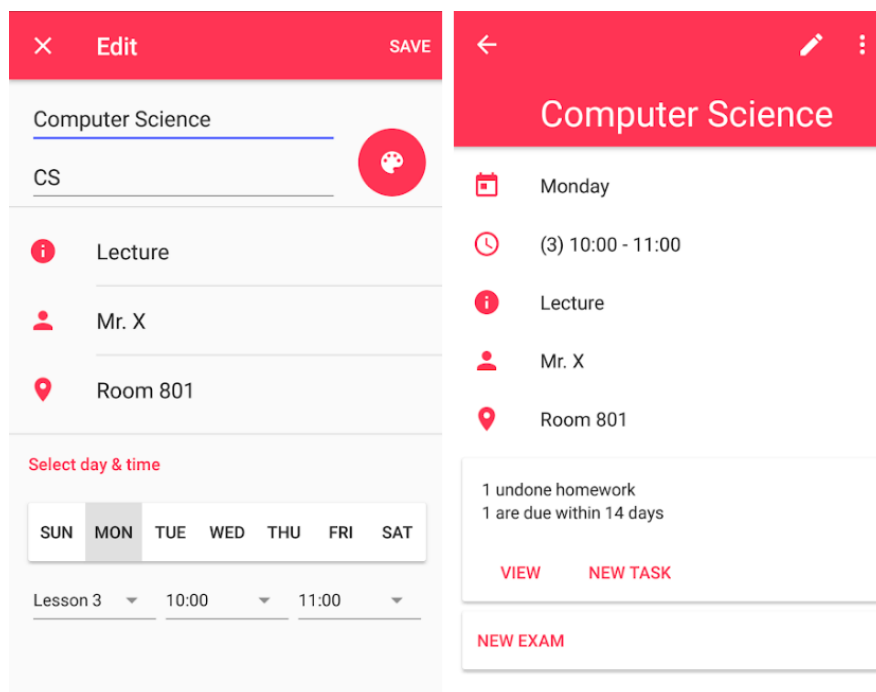 Edit SAVE
Computer Science
CS
Lecture
Mr. X
Room 801
Select day & time
SUN MON TUE WED THU FRI SAT
Lesson 3 10:00 11:00
Computer Science
Monday
(3) 10:00 - 11:00
Lecture
Mr. X
Room 801
1 undone homework
1 are due within 14 days
VIEW NEW TASK
NEW EXAM